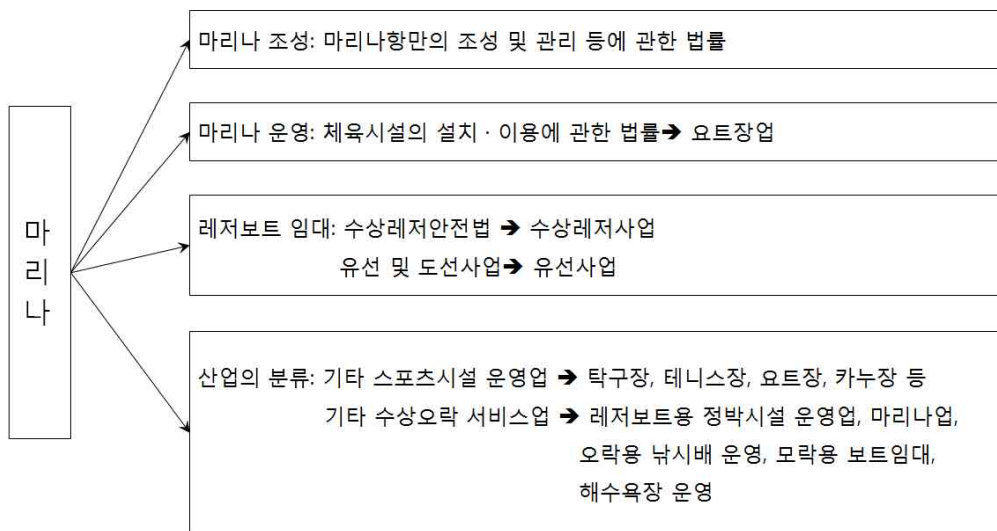 마리나
마리나 조성: 마리나항만의 조성 및 관리 등에 관한 법률
마리나 운영: 체육시설의 설치 · 이용에 관한 법률➔ 요트장업
레저보트 임대: 수상레저안전법 ➔ 수상레저사업
유선 및 도선사업➔ 유선사업
산업의 분류: 기타 스포츠시설 운영업 ➔ 탁구장, 테니스장, 요트장, 카누장 등
기타 수상오락 서비스업 ➔ 레저보트용 정박시설 운영업, 마리나업,
오락용 낚시배 운영, 모락용 보트임대,
해수욕장 운영